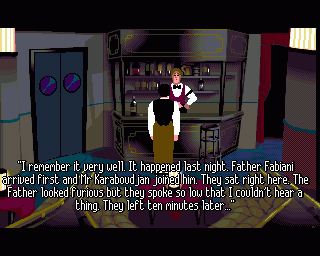 "I remember it very well. It happened last night. Father Fabiani
arrived first and Mr Karaboudjan joined him. They sat right here. The
Father looked furious but they spoke so low that I couldn't hear a
thing. They left ten minutes later..."